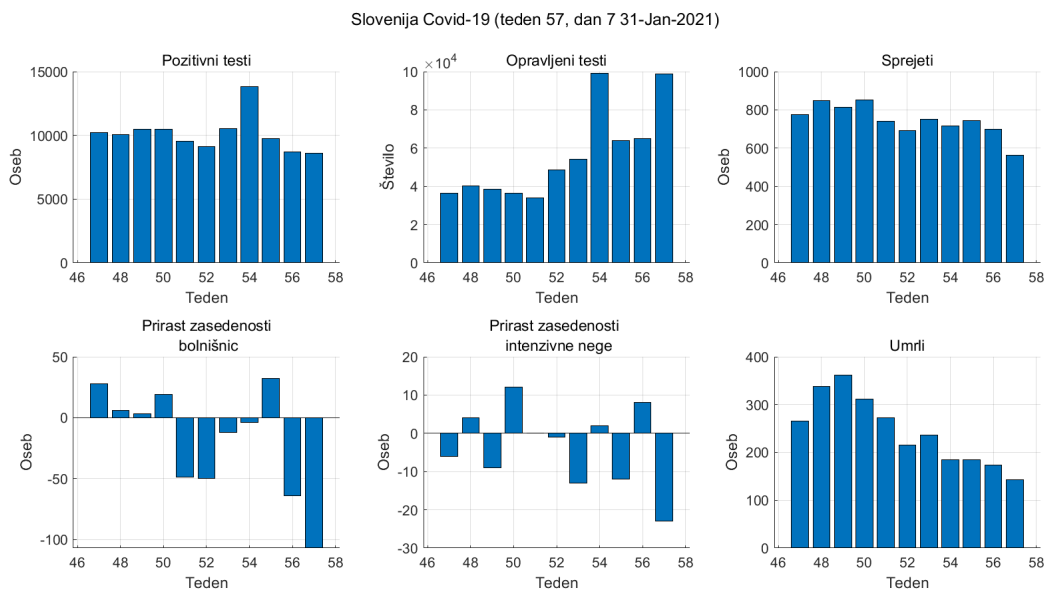 Slovenija Covid-19 (teden 57, dan 7 31-Jan-2021)
Pozitivni testi
15000
10000
5000
0
Oseb
46 48 50 52 54 56 58
Teden
Opravljeni testi
×10⁴
10
8
6
4
2
0
Število
46 48 50 52 54 56 58
Teden
Sprejeti
1000
800
600
400
200
0
Oseb
46 48 50 52 54 56 58
Teden
Prirast zasedenosti
bolnišnic
50
0
-50
-100
Oseb
46 48 50 52 54 56 58
Teden
Prirast zasedenosti
intenzivne nege
20
10
0
-10
-20
-30
Oseb
46 48 50 52 54 56 58
Teden
Umrli
400
300
200
100
0
Oseb
46 48 50 52 54 56 58
Teden